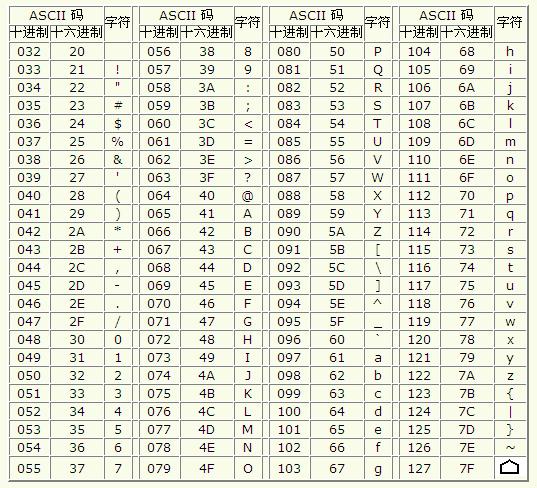 ASCII 码 字符 ASCII 码 字符 ASCII 码 字符 ASCII 码 字符
十进制 十六进制 十进制 十六进制 十进制 十六进制 十进制 十六进制
032 20 056 38 8 080 50 P 104 68 h
033 21 ! 057 39 9 081 51 Q 105 69 i
034 22 " 058 3A : 082 52 R 106 6A j
035 23 # 059 3B ; 083 53 S 107 6B k
036 24 $ 060 3C < 084 54 T 108 6C l
037 25 % 061 3D = 085 55 U 109 6D m
038 26 & 062 3E > 086 56 V 110 6E n
039 27 ' 063 3F ? 087 57 W 111 6F o
040 28 ( 064 40 @ 088 58 X 112 70 p
041 29 ) 065 41 A 089 59 Y 113 71 q
042 2A * 066 42 B 090 5A Z 114 72 r
043 2B + 067 43 C 091 5B [ 115 73 s
044 2C , 068 44 D 092 5C \ 116 74 t
045 2D - 069 45 E 093 5D ] 117 75 u
046 2E . 070 46 F 094 5E ^ 118 76 v
047 2F / 071 47 G 095 5F _ 119 77 w
048 30 0 072 48 H 096 60 ` 120 78 x
049 31 1 073 49 I 097 61 a 121 79 y
050 32 2 074 4A J 098 62 b 122 7A z
051 33 3 075 4B K 099 63 c 123 7B {
052 34 4 076 4C L 100 64 d 124 7C |
053 35 5 077 4D M 101 65 e 125 7D }
054 36 6 078 4E N 102 66 f 126 7E ~
055 37 7 079 4F O 103 67 g 127 7F ⌂